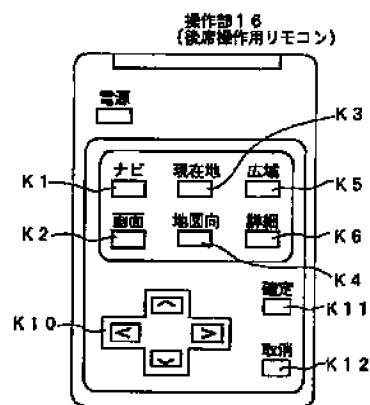 操作部16
(後席操作用リモコン)
電源
K3
ナビ 現在地 広域
K1
K5
画面 地図向 詳細
K2
K6
K4
確定
K10
K11
取消
K12